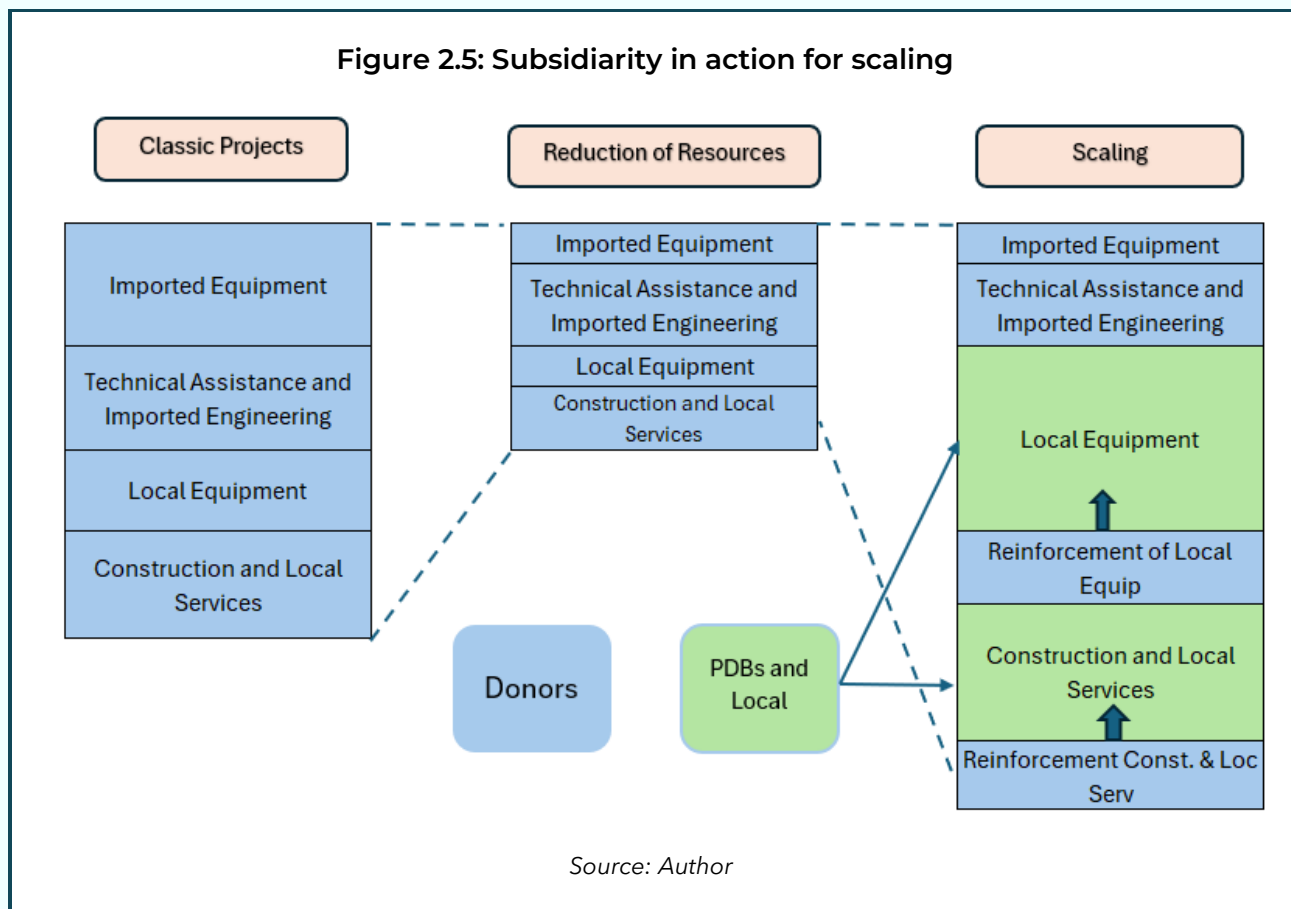 Figure 2.5: Subsidiarity in action for scaling
Classic Projects
Reduction of Resources
Scaling
Imported Equipment
Technical Assistance and
Imported Engineering
Local Equipment
Construction and Local
Services
Imported Equipment
Technical Assistance and
Imported Engineering
Local Equipment
Construction and Local
Services
Imported Equipment
Technical Assistance and
Imported Engineering
Local Equipment
Reinforcement of Local
Equip
Construction and Local
Services
Reinforcement Const. & Loc
Serv
Donors
PDBs and
Local
Source: Author